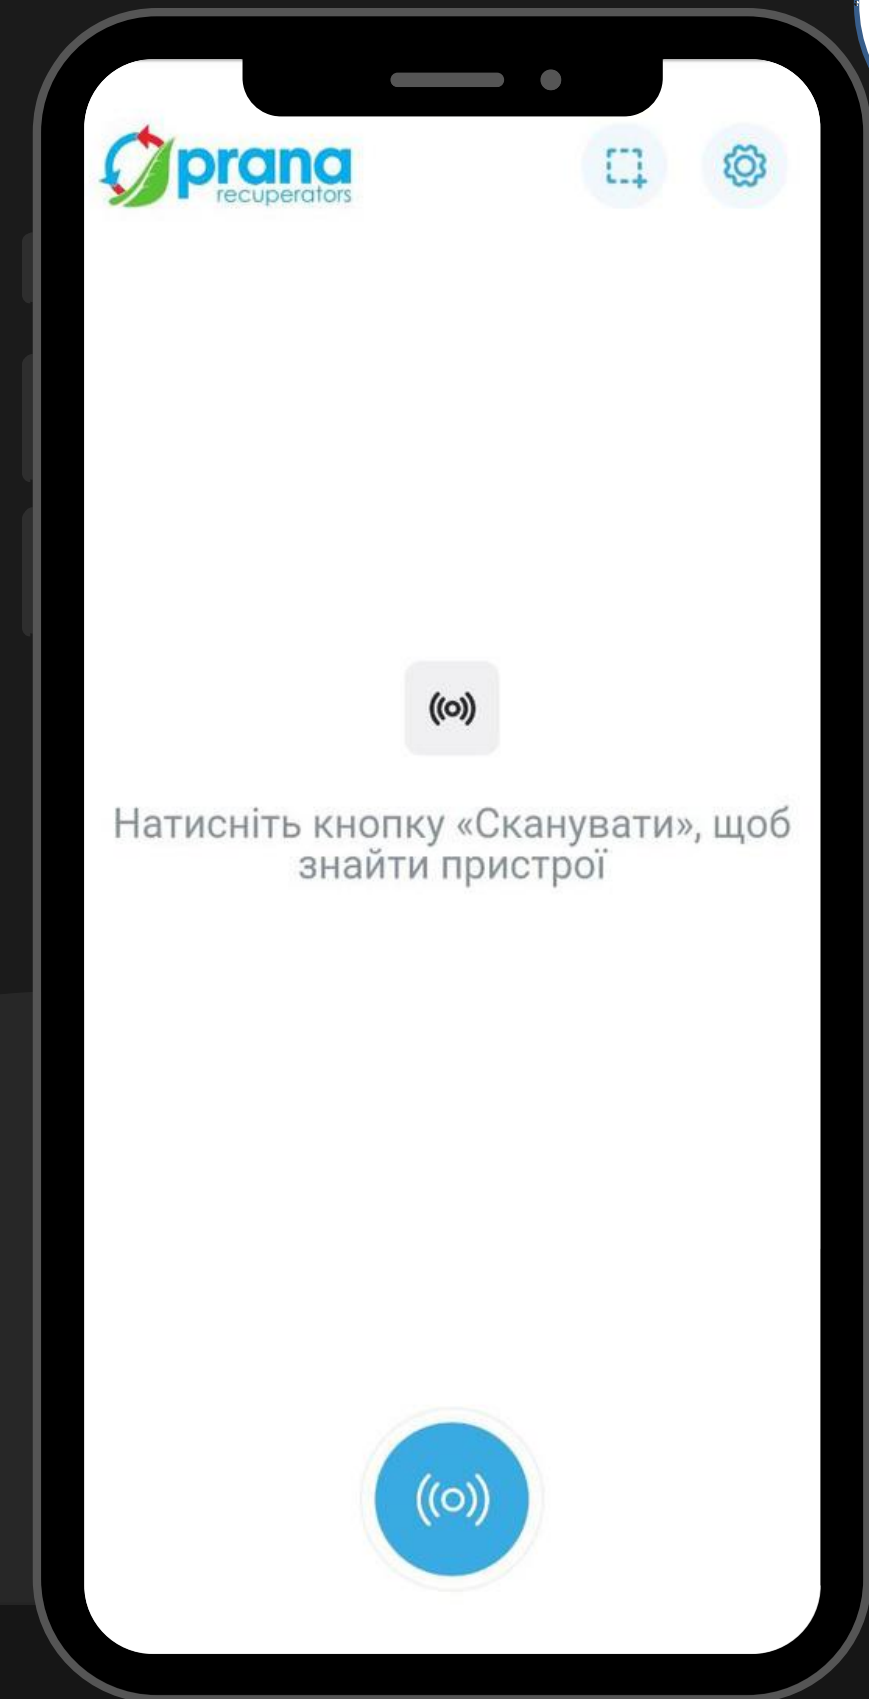 prana
recuperators
Натисніть кнопку «Сканувати», щоб
знайти пристрої